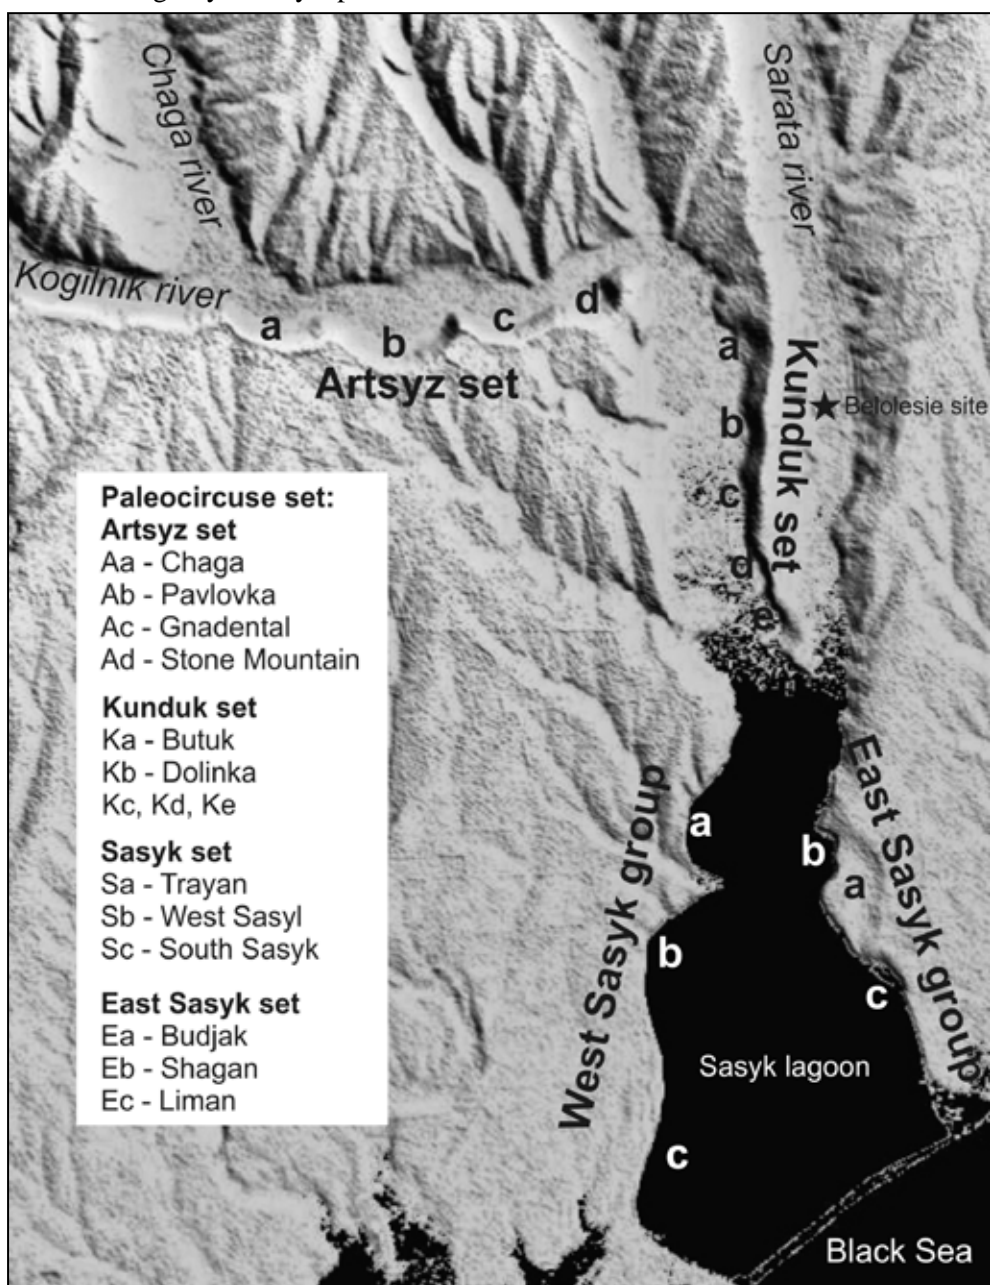 Chaga river
Sarata river
Kogilnik river
a
b
c
d
Artsyz set
a
b
c
d
e
Kunduk set
Belolesie site
Paleocircuse set:
Artsyz set
Aa - Chaga
Ab - Pavlovka
Ac - Gnadental
Ad - Stone Mountain
Kunduk set
Ka - Butuk
Kb - Dolinka
Kc, Kd, Ke
Sasyk set
Sa - Trayan
Sb - West Sasyl
Sc - South Sasyk
East Sasyk set
Ea - Budjak
Eb - Shagan
Ec - Liman
West Sasyk group
a
b
c
East Sasyk group
b
a
c
Sasyk lagoon
Black Sea